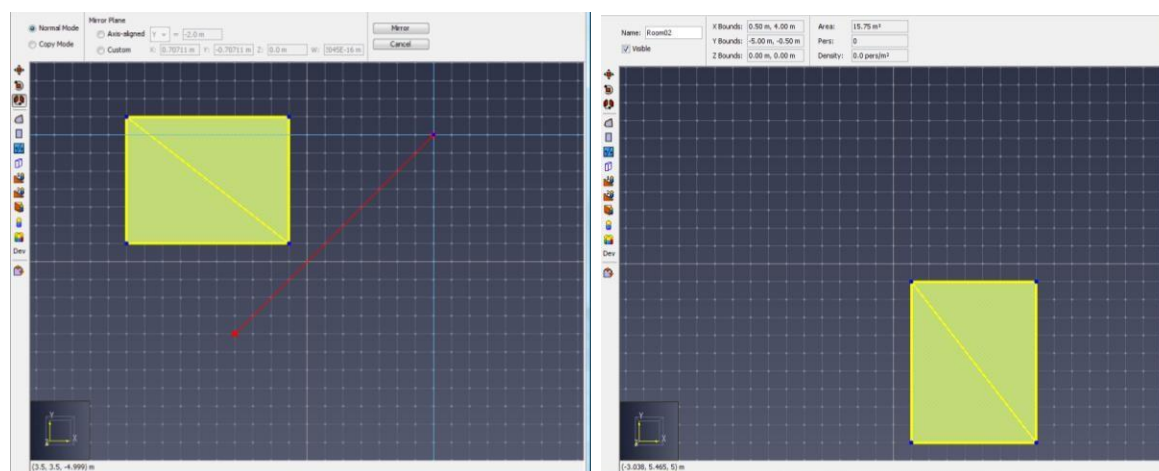 Normal Mode
Copy Mode
Mirror Plane
Axis-aligned Y = -2.0 m
Custom X: 0.70711 m Y: -0.70711 m Z: 0.0 m W: 3045E-16 m
Mirror
Cancel
Dev
Y
X
(3.5, 3.5, -4.999) m
Name: Room02
Visible
X Bounds: 0.50 m, 4.00 m
Y Bounds: -5.00 m, -0.50 m
Z Bounds: 0.00 m, 0.00 m
Area: 15.75 m²
Pers: 0
Density: 0.0 pers/m²
Dev
Y
X
(-3.038, 5.465, 5) m